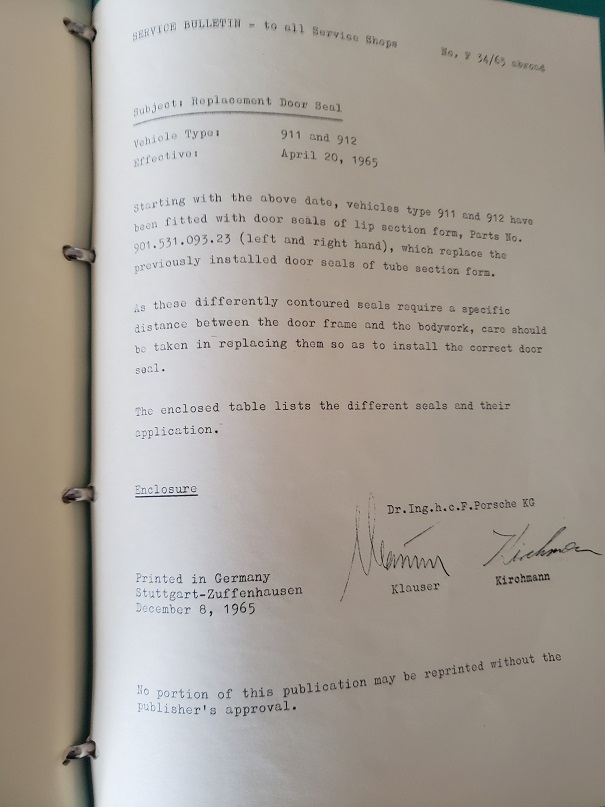 SERVICE BULLETIN - to all Service Shops
No. F 34/65 abroad
Subject: Replacement Door Seal
Vehicle Type: 911 and 912
Effective: April 20, 1965
Starting with the above date, vehicles type 911 and 912 have
been fitted with door seals of lip section form, Parts No.
901.531.093.23 (left and right hand), which replace the
previously installed door seals of tube section form.
As these differently contoured seals require a specific
distance between the door frame and the bodywork, care should
be taken in replacing them so as to install the correct door
seal.
The enclosed table lists the different seals and their
application.
Enclosure
Dr.Ing.h.c.F.Porsche KG
Kirchmann
Klauser
Kirchmann
Printed in Germany
Stuttgart-Zuffenhausen
December 8, 1965
No portion of this publication may be reprinted without the
publisher's approval.